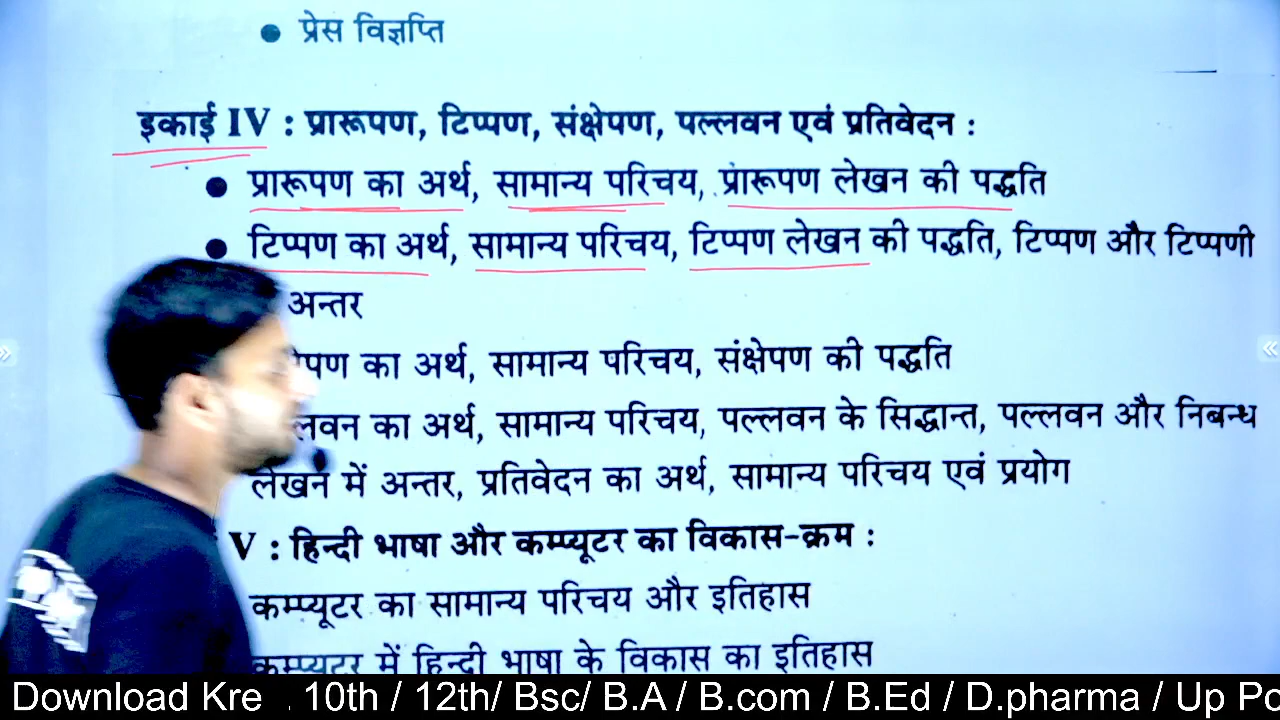 • प्रेस विज्ञप्ति
इकाई IV : प्रारूपण, टिप्पण, संक्षेपण, पल्लवन एवं प्रतिवेदन :
• प्रारूपण का अर्थ, सामान्य परिचय, प्रारूपण लेखन की पद्धति
• टिप्पण का अर्थ, सामान्य परिचय, टिप्पण लेखन की पद्धति, टिप्पण और टिप्पणी
अन्तर
का अर्थ, सामान्य परिचय, संक्षेपण की पद्धति
का अर्थ, सामान्य परिचय, पल्लवन के सिद्धान्त, पल्लवन और निबन्ध
लेखन में अन्तर, प्रतिवेदन का अर्थ, सामान्य परिचय एवं प्रयोग
V : हिन्दी भाषा और कम्प्यूटर का विकास-क्रम :
कम्प्यूटर का सामान्य परिचय और इतिहास
कम्प्यूटर में हिन्दी भाषा के विकास का इतिहास
Download Kre . 10th / 12th/ Bsc/ B.A / B.com / B.Ed / D.pharma / Up